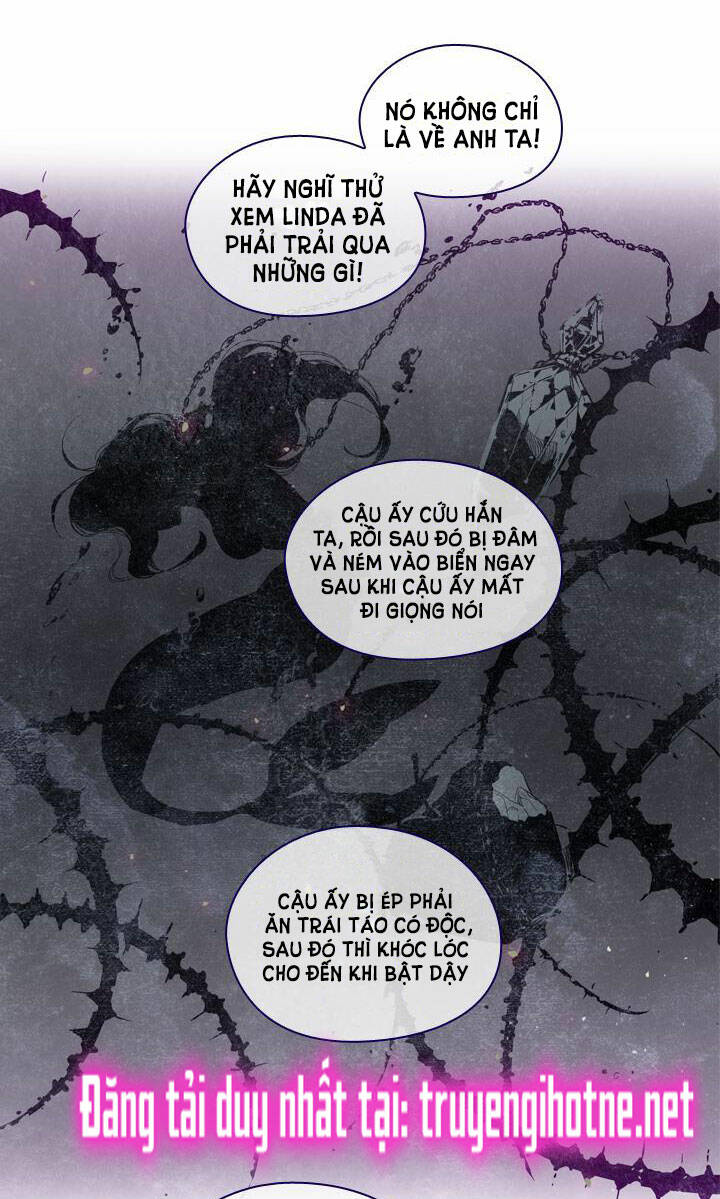 NÓ KHÔNG CHỈ
LÀ VỀ ANH TA!
HÃY NGHĨ THỬ
XEM LINDA ĐÃ
PHẢI TRẢI QUA
NHỮNG GÌ!
CẬU ẤY CỨU HẮN
TA, RỒI SAU ĐÓ BỊ ĐÂM
VÀ NÉM VÀO BIỂN NGAY
SAU KHI CẬU ẤY MẤT
ĐI GIỌNG NÓI
CẬU ẤY BỊ ÉP PHẢI
ĂN TRÁI TÁO CÓ ĐỘC,
SAU ĐÓ THÌ KHÓC LÓC
CHO ĐẾN KHI BẬT DẬY
Đăng tải duy nhất tại: truyengihotne.net